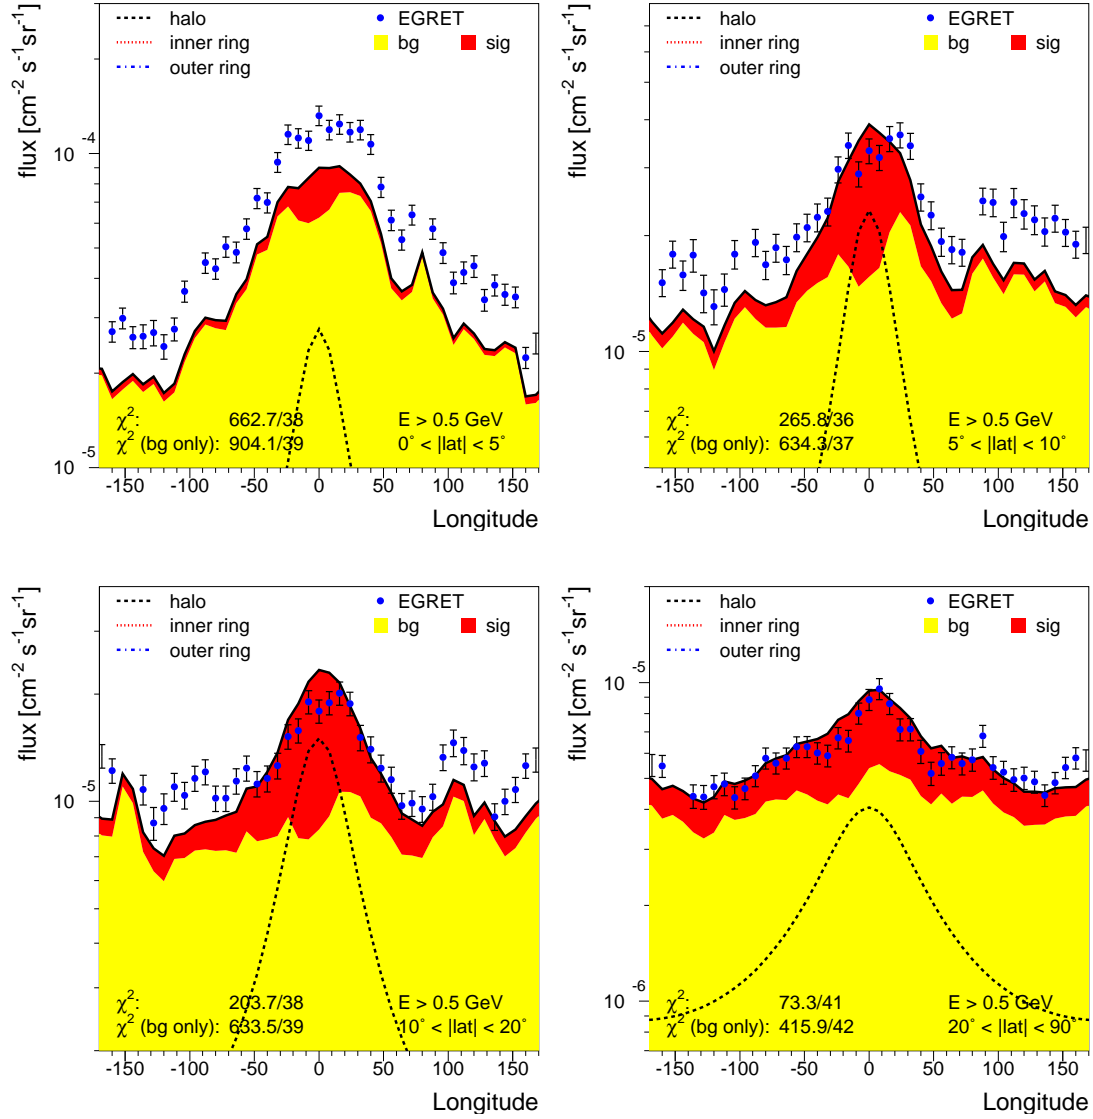 halo EGRET
inner ring bg sig
outer ring
flux [cm⁻² s⁻¹sr⁻¹]
10⁻⁴
10⁻⁵
χ²: 662.7/38 E > 0.5 GeV
χ² (bg only): 904.1/39 0° < |lat| < 5°
-150 -100 -50 0 50 100 150
Longitude
halo EGRET
inner ring bg sig
outer ring
flux [cm⁻² s⁻¹sr⁻¹]
10⁻⁵
χ²: 265.8/36 E > 0.5 GeV
χ² (bg only): 634.3/37 5° < |lat| < 10°
-150 -100 -50 0 50 100 150
Longitude
halo EGRET
inner ring bg sig
outer ring
flux [cm⁻² s⁻¹sr⁻¹]
10⁻⁵
χ²: 203.7/38 E > 0.5 GeV
χ² (bg only): 633.5/39 10° < |lat| < 20°
-150 -100 -50 0 50 100 150
Longitude
halo EGRET
inner ring bg sig
outer ring
flux [cm⁻² s⁻¹sr⁻¹]
10⁻⁵
10⁻⁶
χ²: 73.3/41 E > 0.5 GeV
χ² (bg only): 415.9/42 20° < |lat| < 90°
-150 -100 -50 0 50 100 150
Longitude